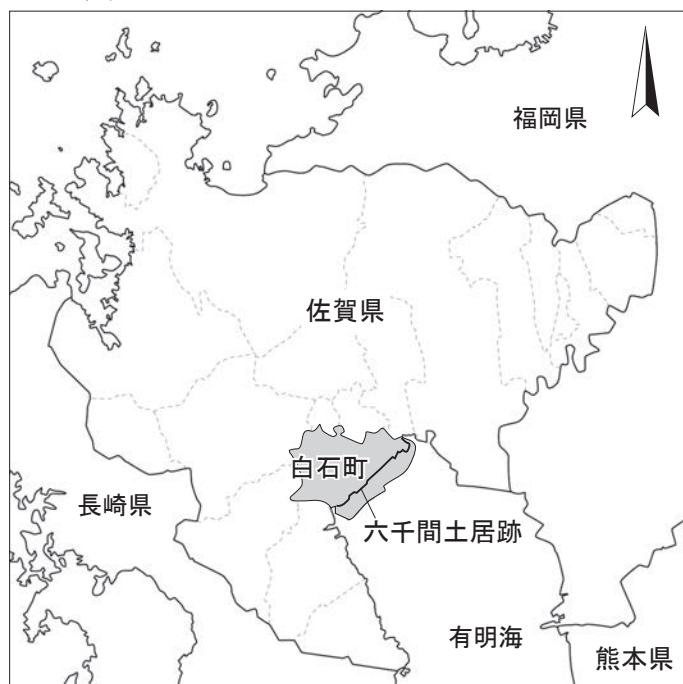 福岡県
佐賀県
白石町
長崎県
六千間土居跡
有明海
熊本県